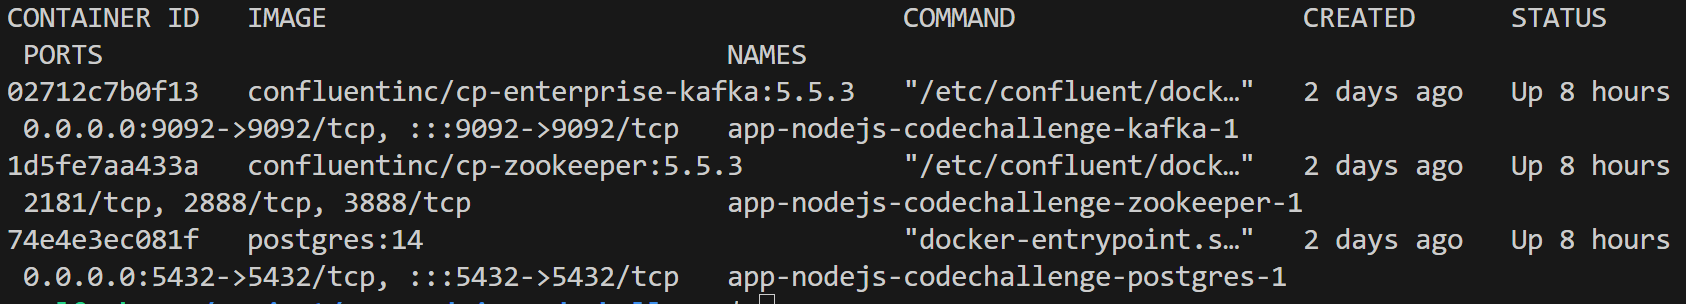 CONTAINER ID   IMAGE                                    COMMAND                  CREATED      STATUS
 PORTS                                       NAMES
02712c7b0f13   confluentinc/cp-enterprise-kafka:5.5.3   "/etc/confluent/dock…"   2 days ago   Up 8 hours
 0.0.0.0:9092->9092/tcp, :::9092->9092/tcp   app-nodejs-codechallenge-kafka-1
1d5fe7aa433a   confluentinc/cp-zookeeper:5.5.3          "/etc/confluent/dock…"   2 days ago   Up 8 hours
 2181/tcp, 2888/tcp, 3888/tcp                app-nodejs-codechallenge-zookeeper-1
74e4e3ec081f   postgres:14                              "docker-entrypoint.s…"   2 days ago   Up 8 hours
 0.0.0.0:5432->5432/tcp, :::5432->5432/tcp   app-nodejs-codechallenge-postgres-1